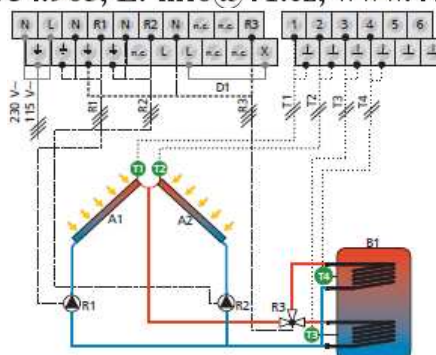 N L N R1 N R2 N n.c. n.c. R3
n.c. L L n.c. n.c. X
1 2 3 4 5 6
230 V~
115 V~
R1
R2
D1
R3
T1
T2
T3
T4
T1 T2
A1 A2
B1
R3
T4
R1
R2
T3